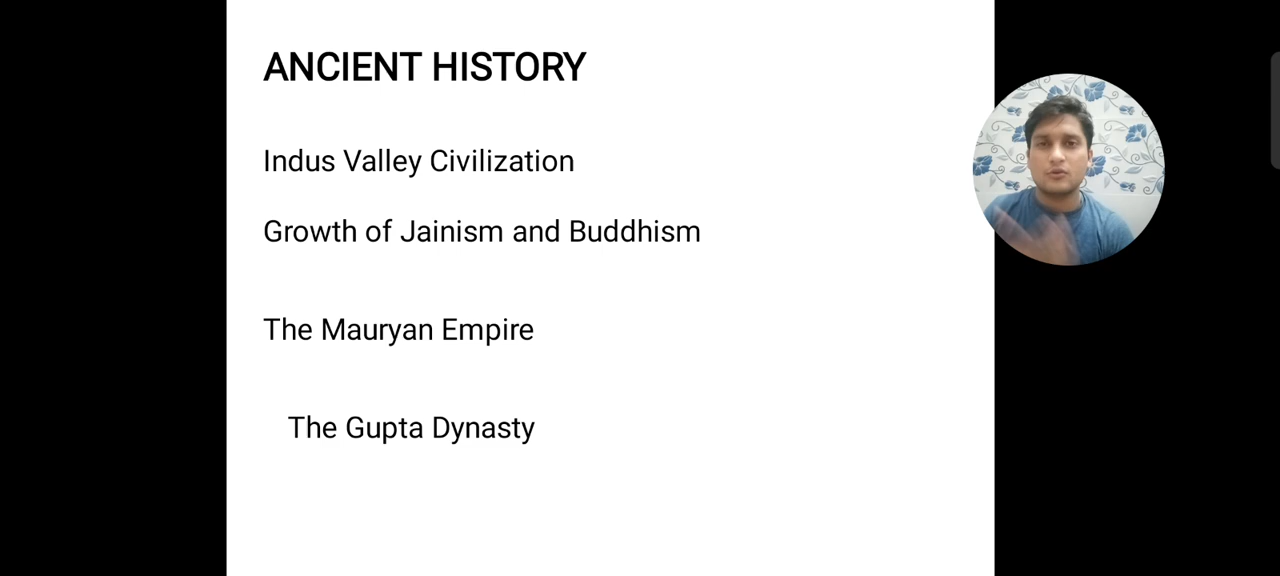 ANCIENT HISTORY
Indus Valley Civilization
Growth of Jainism and Buddhism
The Mauryan Empire
The Gupta Dynasty